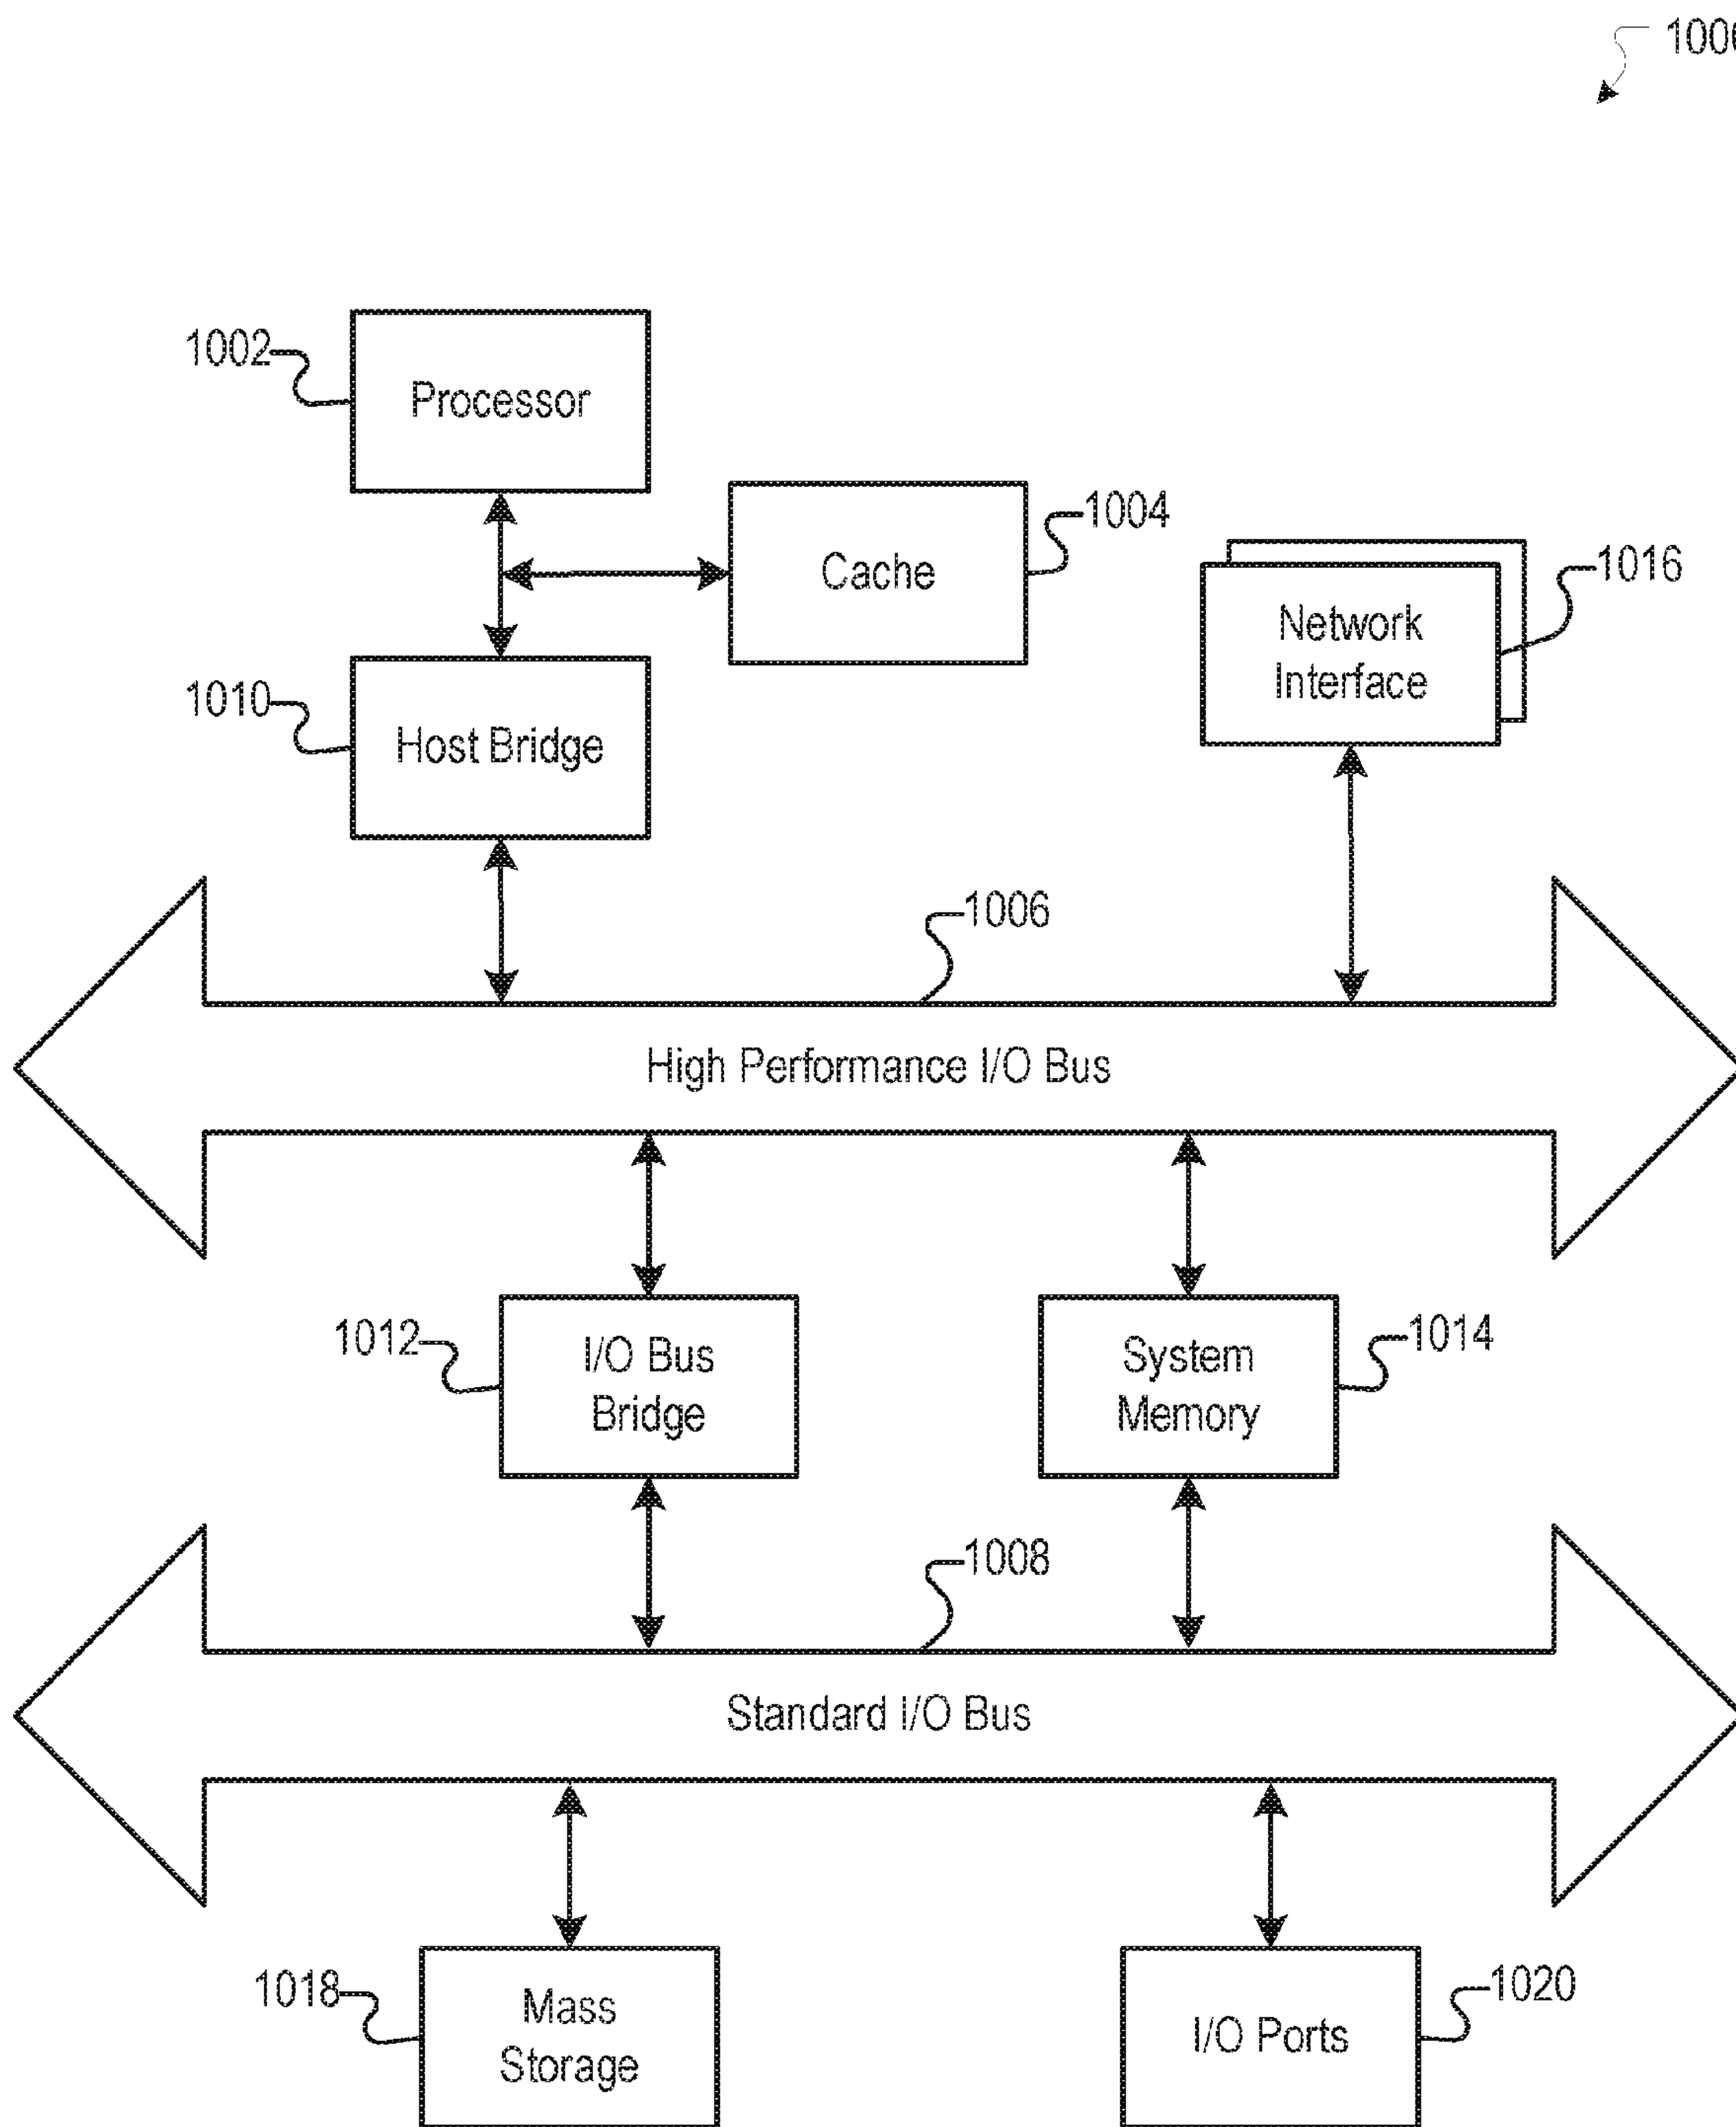 1000
1002
Processor
1004
Cache
1016
Network
Interface
1010
Host Bridge
1006
High Performance I/O Bus
1012
I/O Bus
Bridge
System
Memory
1014
1008
Standard I/O Bus
1018
Mass
Storage
I/O Ports
1020